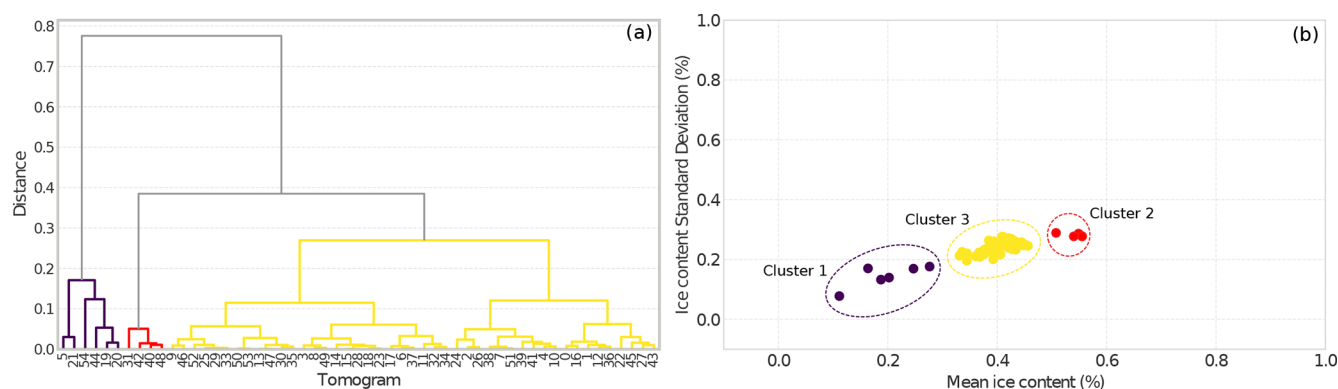 (a)
0.8
0.7
0.6
0.5
0.4
0.3
0.2
0.1
0.0
Distance
5 21 54 44 19 20 31 42 40 48 9 46 52 25 29 33 50 53 13 47 30 35 3 8 49 14 15 28 18 23 17 6 37 11 32 34 24 2 26 38 7 51 39 41 4 10 0 16 1 12 36 22 45 27 43
Tomogram
(b)
1.0
0.8
0.6
0.4
0.2
0.0
Ice content Standard Deviation (%)
Cluster 1
Cluster 3
Cluster 2
0.0 0.2 0.4 0.6 0.8 1.0
Mean ice content (%)